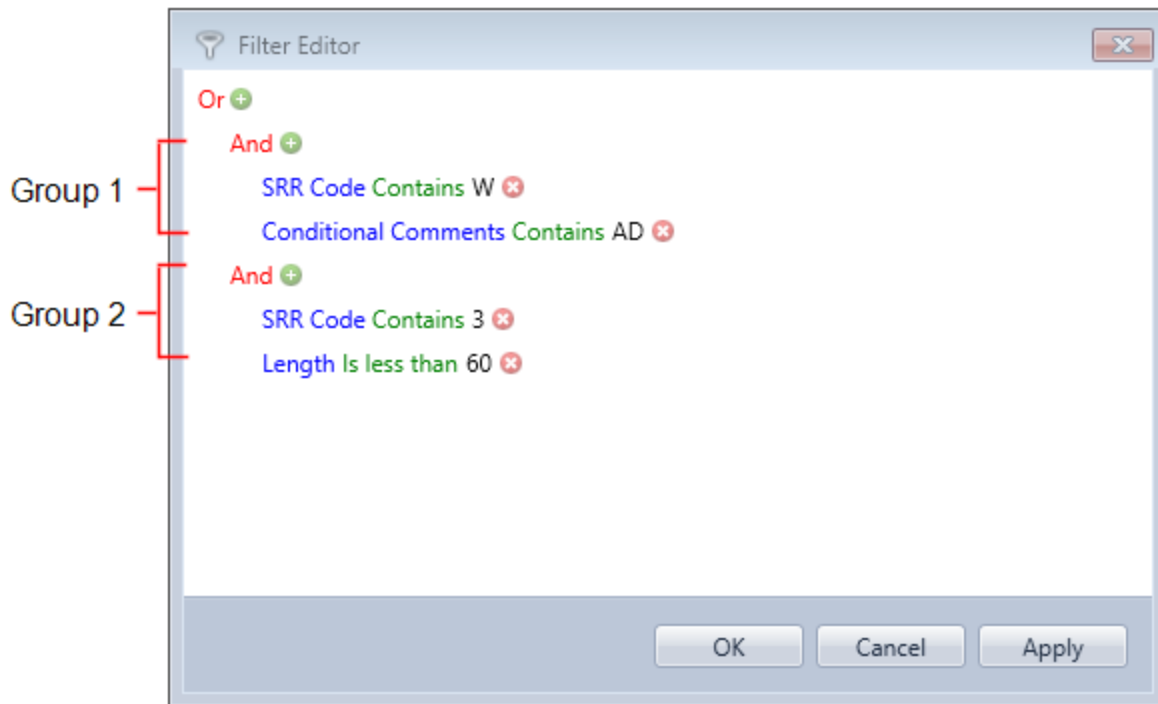 Filter Editor
Or
And
Group 1
SRR Code Contains W
Conditional Comments Contains AD
And
Group 2
SRR Code Contains 3
Length Is less than 60
OK Cancel Apply